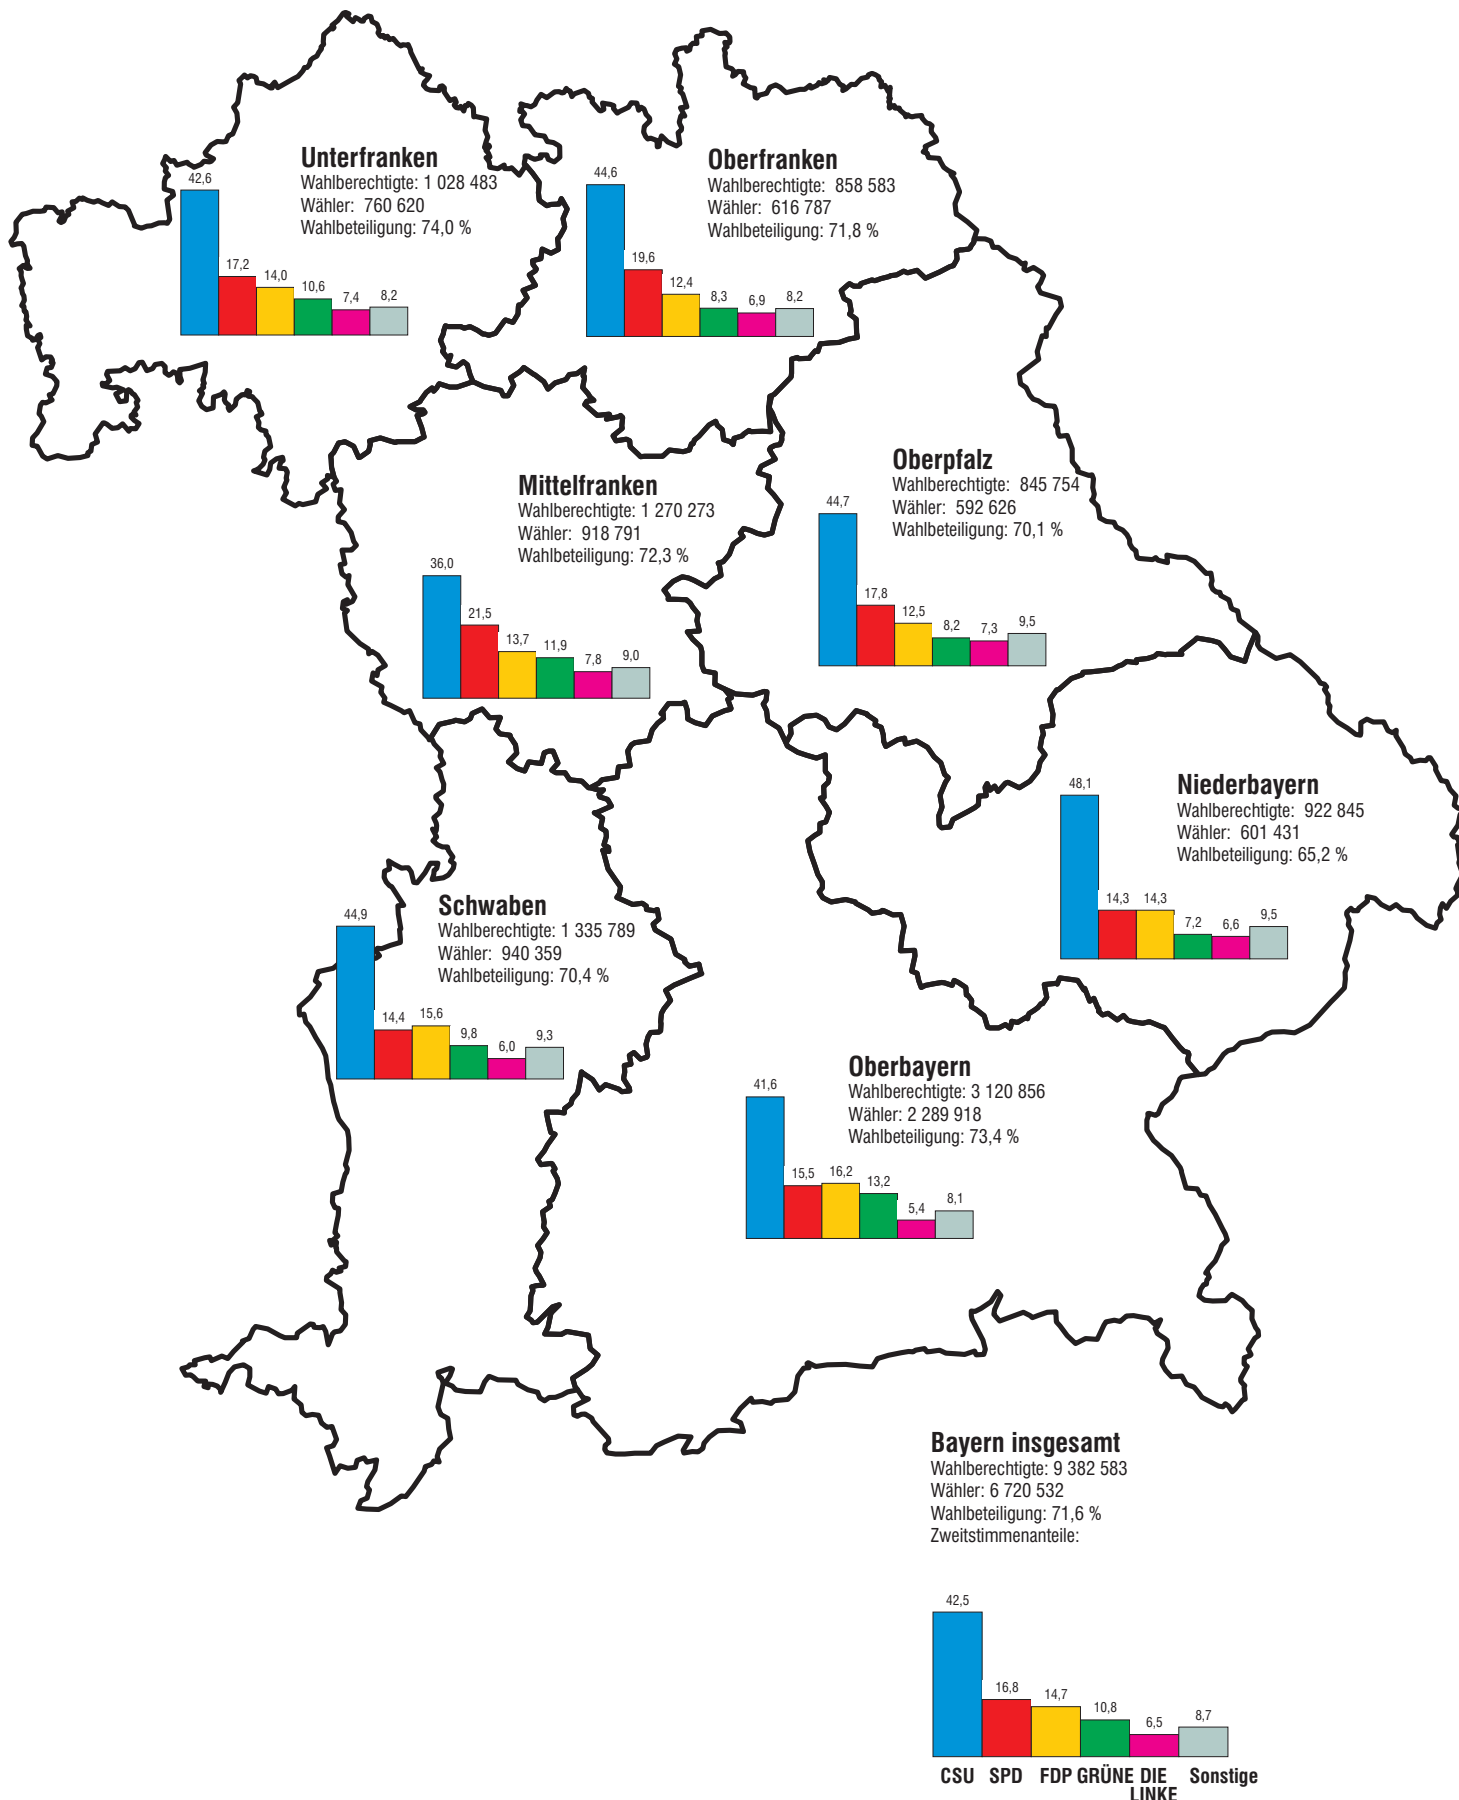 Unterfranken
Wahlberechtigte: 1 028 483
Wähler: 760 620
Wahlbeteiligung: 74,0 %
42,6
17,2
14,0
10,6
7,4
8,2
Oberfranken
Wahlberechtigte: 858 583
Wähler: 616 787
Wahlbeteiligung: 71,8 %
44,6
19,6
12,4
8,3
6,9
8,2
Mittelfranken
Wahlberechtigte: 1 270 273
Wähler: 918 791
Wahlbeteiligung: 72,3 %
36,0
21,5
13,7
11,9
7,8
9,0
Oberpfalz
Wahlberechtigte: 845 754
Wähler: 592 626
Wahlbeteiligung: 70,1 %
44,7
17,8
12,5
8,2
7,3
9,5
Niederbayern
Wahlberechtigte: 922 845
Wähler: 601 431
Wahlbeteiligung: 65,2 %
48,1
14,3
14,3
7,2
6,6
9,5
Schwaben
Wahlberechtigte: 1 335 789
Wähler: 940 359
Wahlbeteiligung: 70,4 %
44,9
14,4
15,6
9,8
6,0
9,3
Oberbayern
Wahlberechtigte: 3 120 856
Wähler: 2 289 918
Wahlbeteiligung: 73,4 %
41,6
15,5
16,2
13,2
5,4
8,1
Bayern insgesamt
Wahlberechtigte: 9 382 583
Wähler: 6 720 532
Wahlbeteiligung: 71,6 %
Zweitstimmenanteile:
42,5
16,8
14,7
10,8
6,5
8,7
CSU SPD FDP GRÜNE DIE Sonstige
LINKE